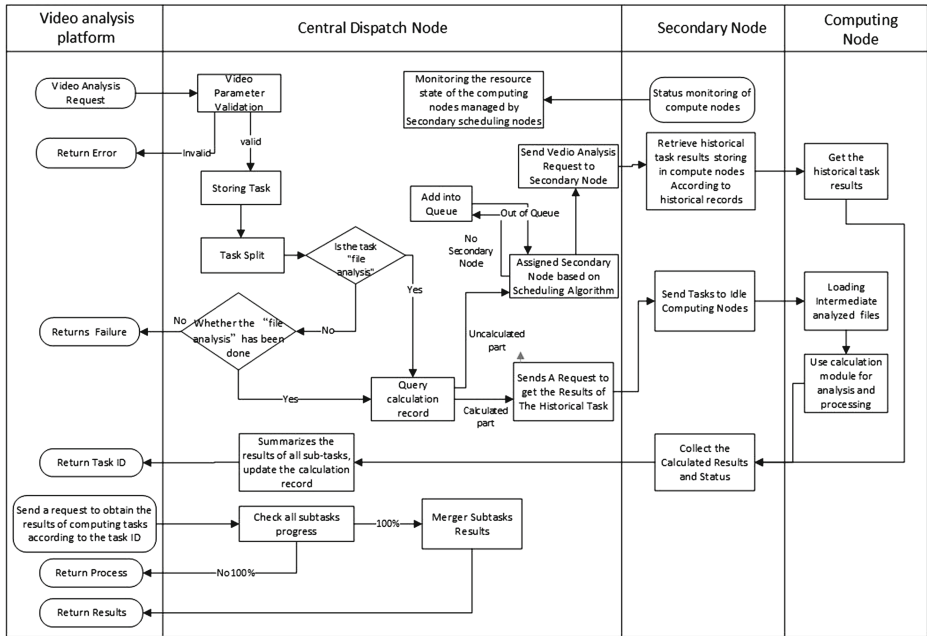 Video analysis
platform
Central Dispatch Node
Secondary Node
Computing
Node
Video Analysis
Request
Video
Parameter
Validation
Monitoring the resource
state of the computing
nodes managed by
Secondary scheduling nodes
Status monitoring of
compute nodes
Return Error
Invalid
valid
Send Vedio Analysis
Request to
Secondary Node
Retrieve historical
task results storing
in compute nodes
According to
historical records
Get the
historical task
results
Storing Task
Add into
Queue
Out of Queue
No
Secondary
Node
Task Split
Is the task
"file
analysis"
Assigned Secondary
Node based on
Scheduling Algorithm
Yes
Send Tasks to Idle
Computing Nodes
Loading
Intermediate
analyzed files
Returns Failure
No
Whether the "file
analysis" has been
done
No
Uncalculated
part
Use calculation
module for
analysis and
processing
Yes
Query
calculation
record
Calculated
part
Sends A Request to
get the Results of
The Historical Task
Return Task ID
Summarizes the
results of all sub-tasks,
update the calculation
record
Collect the
Calculated Results
and Status
Send a request to obtain the
results of computing tasks
according to the task ID
Check all subtasks
progress
100%
Merger Subtasks
Results
Return Process
No100%
Return Results